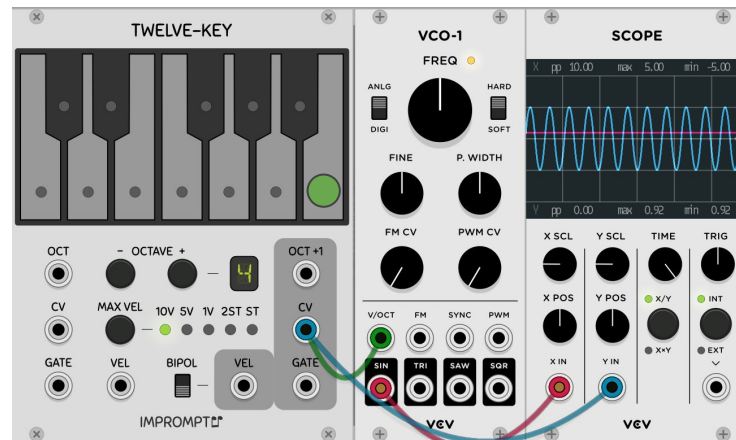 TWELVE-KEY
OCT
- OCTAVE +
4
OCT +1
CV
MAX VEL
10V 5V 1V 2ST ST
CV
GATE
VEL
BIPOL
VEL
GATE
IMPROMPT
VCO-1
FREQ
ANLG
DIGI
HARD
SOFT
FINE
P. WIDTH
FM CV
PWM CV
V/OCT FM SYNC PWM
SIN TRI SAW SQR
VCV
SCOPE
X pp 10.00 max 5.00 min -5.00
Y pp 0.00 max 0.92 min 0.92
X SCL Y SCL TIME TRIG
X POS Y POS X/Y INT
X×Y EXT
X IN Y IN
VCV